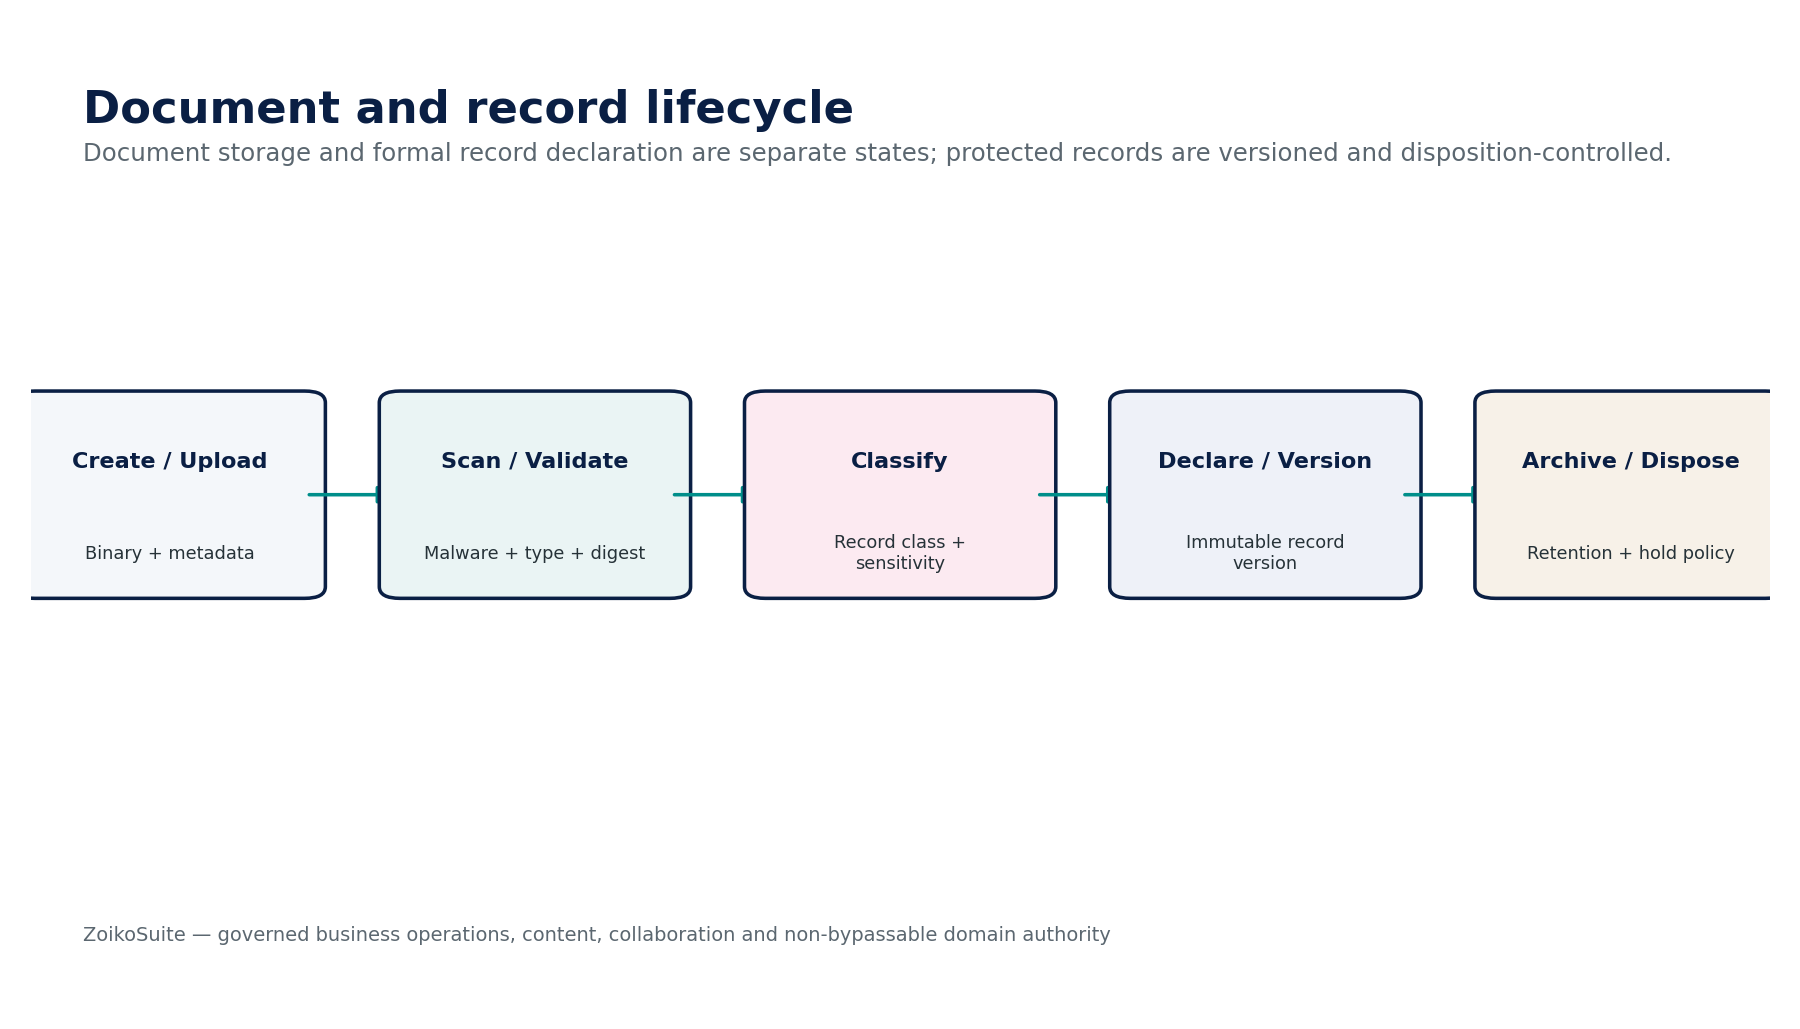 Document and record lifecycle
Document storage and formal record declaration are separate states; protected records are versioned and disposition-controlled.
Create / Upload
Binary + metadata
Scan / Validate
Malware + type + digest
Classify
Record class +
sensitivity
Declare / Version
Immutable record
version
Archive / Dispose
Retention + hold policy
ZoikoSuite — governed business operations, content, collaboration and non-bypassable domain authority